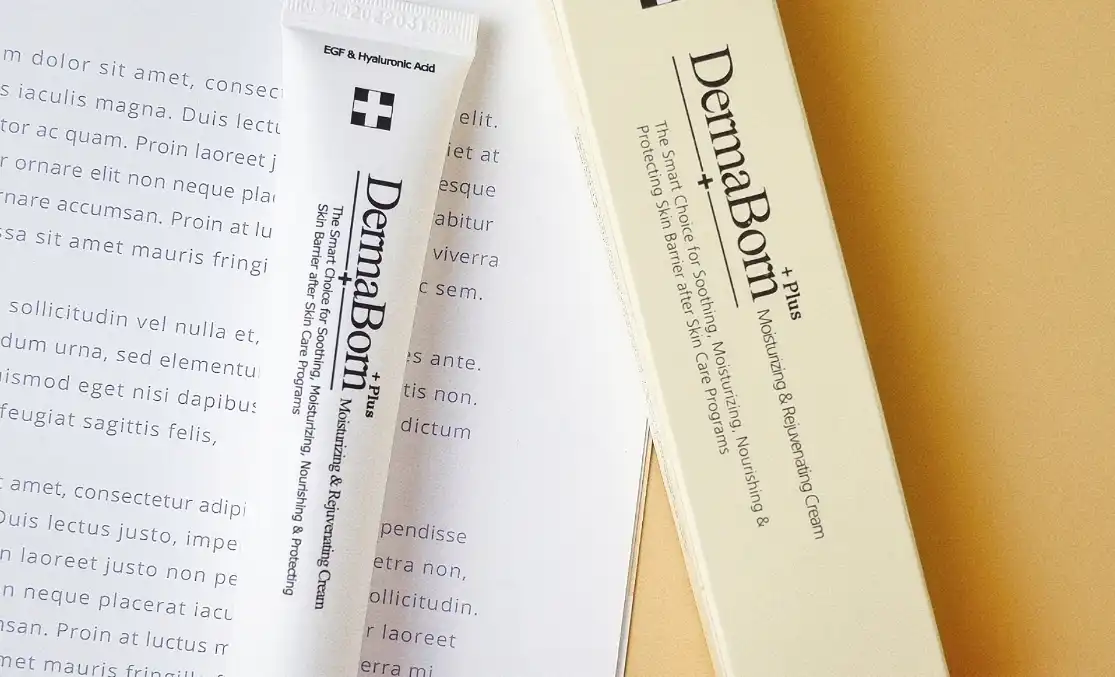 m dolor sit amet, consec
s iaculis magna. Duis lectu
tor ac quam. Proin laoreet j
r ornare elit non neque plac
rnare accumsan. Proin at lu
ssa sit amet mauris fringi
sollicitudin vel nulla et,
dum urna, sed elementu
uismod eget nisi dapibus
feugiat sagittis felis,
amet, consectetur adipi
Duis lectus justo, impe
n laoreet justo non pe
n neque placerat iacu
nsan. Proin at luctus m
met mauris fringilla
elit.
iet at
esque
abitur
viverra
c sem.
es ante.
tis non.
dictum
pendisse
etra non,
ollicitudin.
r laoreet
erra mi
EGF & Hyaluronic Acid
DermaBorn
+ Plus
Moisturizing & Rejuvenating Cream
The Smart Choice for Soothing, Moisturizing, Nourishing & Protecting
Skin Barrier after Skin Care Programs
DermaBorn
+ Plus
Moisturizing & Rejuvenating Cream
The Smart Choice for Soothing, Moisturizing, Nourishing &
Protecting Skin Barrier after Skin Care Programs